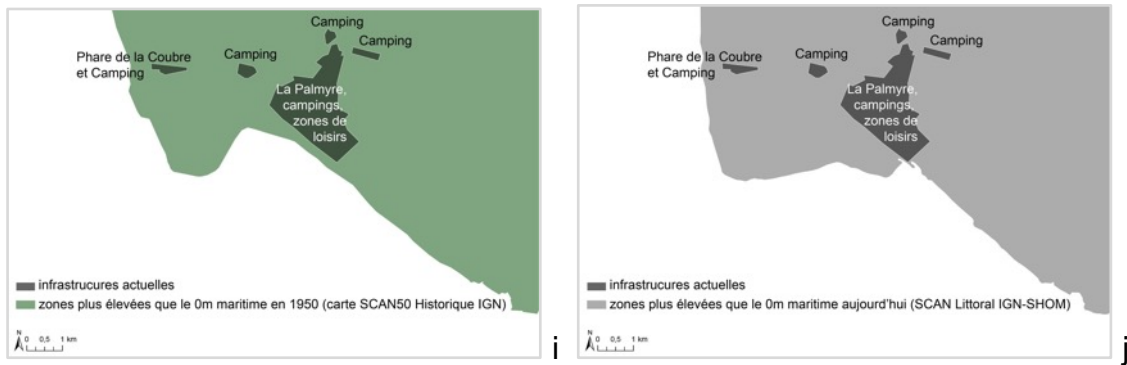 Camping
Camping
Phare de la Coubre
et Camping
Camping
La Palmyre,
campings,
zones de
loisirs
infrastrucures actuelles
zones plus élevées que le 0m maritime en 1950 (carte SCAN50 Historique IGN)
N
0 0,5 1 km
i
Camping
Camping
Phare de la Coubre
et Camping
Camping
La Palmyre,
campings,
zones de
loisirs
infrastrucures actuelles
zones plus élevées que le 0m maritime aujourd'hui (SCAN Littoral IGN-SHOM)
N
0 0,5 1 km
j